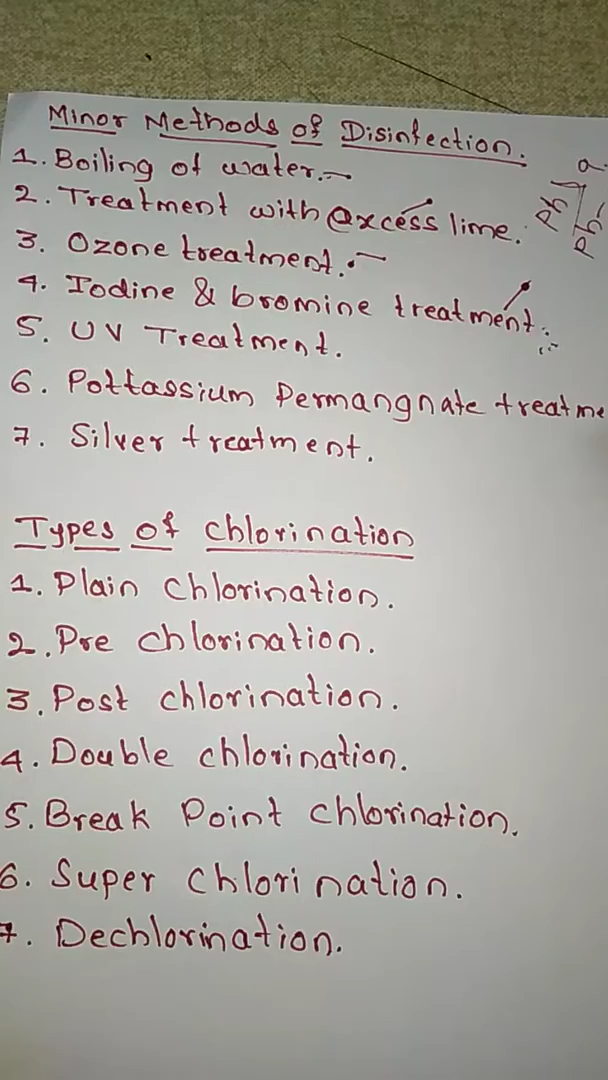 Minor Methods of Disinfection.
1. Boiling of water.
2. Treatment with excess lime.
3. Ozone treatment.
4. Iodine & bromine treatment.
5. UV Treatment.
6. Pottassium Permangnate treatme
7. Silver treatment.
Types of chlorination
1. Plain chlorination.
2. Pre chlorination.
3. Post chlorination.
4. Double chlorination.
5. Break Point chlorination.
6. Super chlorination.
7. Dechlorination.